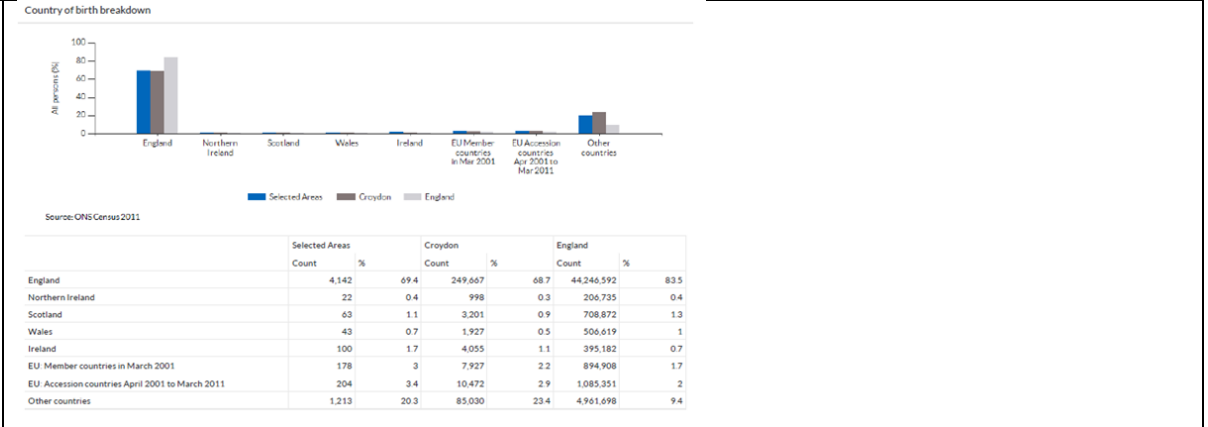 Country of birth breakdown
100
80
60
40
20
0
All persons (%)
England
Northern Ireland
Scotland
Wales
Ireland
EU Member countries in Mar 2001
EU Accession countries Apr 2001 to Mar 2011
Other countries
Selected Areas Croydon England
Source: ONS Census 2011
Selected Areas Croydon England
Count % Count % Count %
England 4,142 69.4 249,667 68.7 44,246,592 83.5
Northern Ireland 22 0.4 998 0.3 206,735 0.4
Scotland 63 1.1 3,201 0.9 708,872 1.3
Wales 43 0.7 1,927 0.5 506,619 1
Ireland 100 1.7 4,055 1.1 395,182 0.7
EU: Member countries in March 2001 178 3 7,927 2.2 894,908 1.7
EU: Accession countries April 2001 to March 2011 204 3.4 10,472 2.9 1,085,351 2
Other countries 1,213 20.3 85,030 23.4 4,961,698 9.4